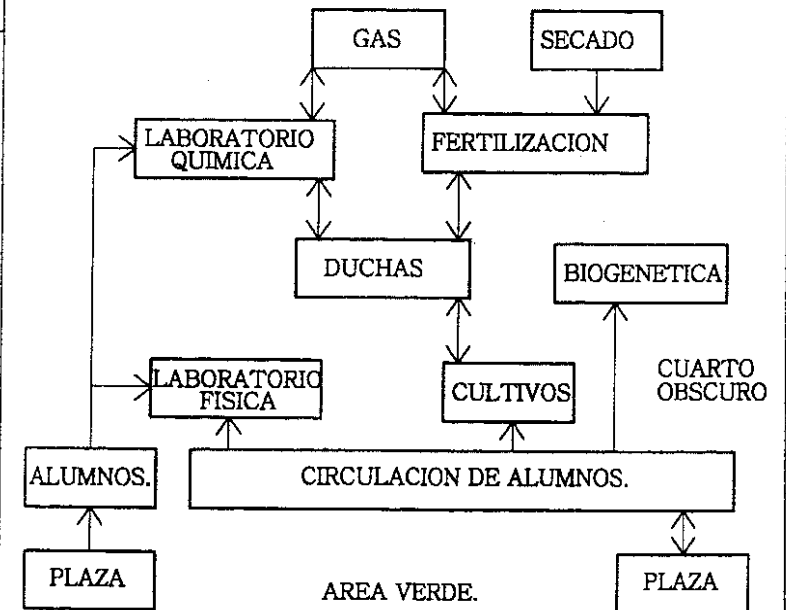 GAS
SECADO
LABORATORIO
QUIMICA
FERTILIZACION
DUCHAS
BIOGENETICA
LABORATORIO
FISICA
CULTIVOS
CUARTO
OBSCURO
ALUMNOS.
CIRCULACION DE ALUMNOS.
PLAZA
AREA VERDE.
PLAZA